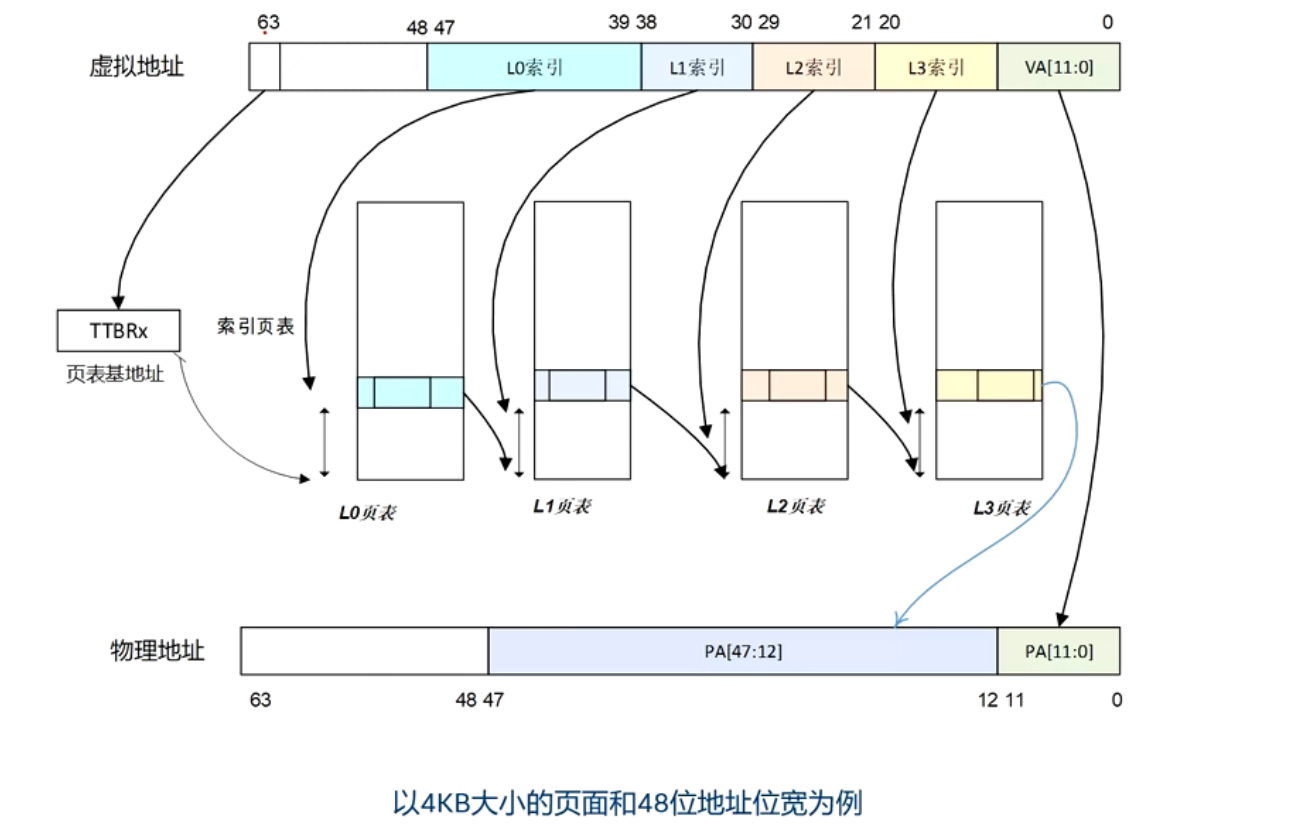 63 48 47 39 38 30 29 21 20 0
虚拟地址 L0索引 L1索引 L2索引 L3索引 VA[11:0]
TTBRx
索引页表
页表基地址
L0页表 L1页表 L2页表 L3页表
物理地址 PA[47:12] PA[11:0]
63 48 47 12 11 0
以4KB大小的页面和48位地址位宽为例